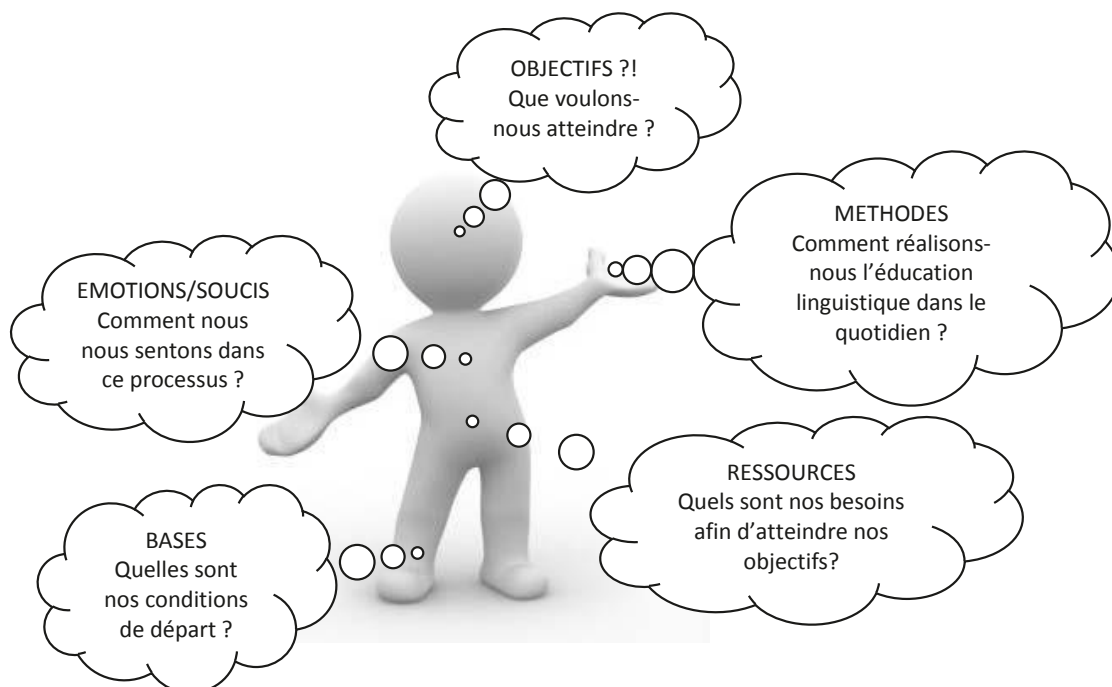 OBJECTIFS ?!
Que voulons-
nous atteindre ?
METHODES
Comment réalisons-
nous l’éducation
linguistique dans le
quotidien ?
EMOTIONS/SOUCIS
Comment nous
nous sentons dans
ce processus ?
RESSOURCES
Quels sont nos besoins
afin d’atteindre nos
objectifs?
BASES
Quelles sont
nos conditions
de départ ?